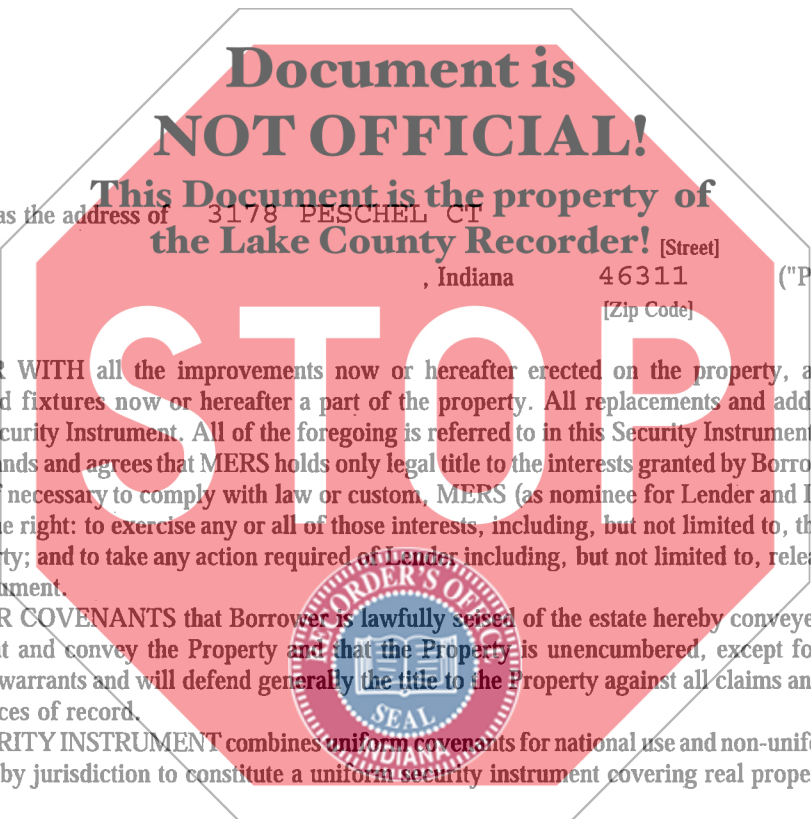 Document is
NOT OFFICIAL!
This Document is the property of
the Lake County Recorder!
as the address of 3178 PESCHEL CT
[Street]
, Indiana 46311 ("P
[Zip Code]
STOP
R WITH all the improvements now or hereafter erected on the property, a
d fixtures now or hereafter a part of the property. All replacements and add
curity Instrument. All of the foregoing is referred to in this Security Instrument
ands and agrees that MERS holds only legal title to the interests granted by Borro
f necessary to comply with law or custom, MERS (as nominee for Lender and L
e right: to exercise any or all of those interests, including, but not limited to, th
rty; and to take any action required of Lender including, but not limited to, relea
ument.
R COVENANTS that Borrower is lawfully seised of the estate hereby conveye
t and convey the Property and that the Property is unencumbered, except fo
warrants and will defend generally the title to the Property against all claims an
ces of record.
RITY INSTRUMENT combines uniform covenants for national use and non-unif
by jurisdiction to constitute a uniform security instrument covering real prope
RECORDER'S OFFICE
SEAL
INDIANA